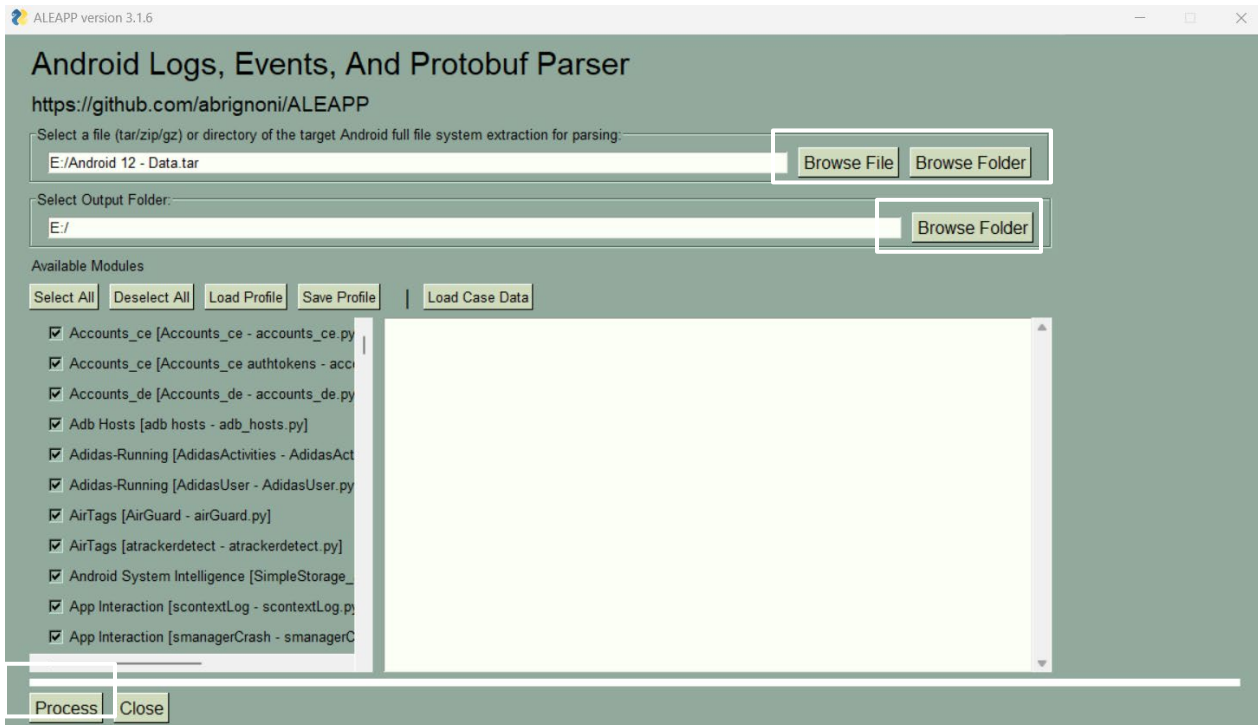 ALEAPP version 3.1.6
Android Logs, Events, And Protobuf Parser
https://github.com/abrignoni/ALEAPP
Select a file (tar/zip/gz) or directory of the target Android full file system extraction for parsing:
E:/Android 12 - Data.tar Browse File Browse Folder
Select Output Folder:
E:/ Browse Folder
Available Modules
Select All Deselect All Load Profile Save Profile | Load Case Data
Accounts_ce [Accounts_ce - accounts_ce.py
Accounts_ce [Accounts_ce authtokens - acco
Accounts_de [Accounts_de - accounts_de.py
Adb Hosts [adb hosts - adb_hosts.py]
Adidas-Running [AdidasActivities - AdidasAct
Adidas-Running [AdidasUser - AdidasUser.py
AirTags [AirGuard - airGuard.py]
AirTags [atrackerdetect - atrackerdetect.py]
Android System Intelligence [SimpleStorage_
App Interaction [scontextLog - scontextLog.py
App Interaction [smanagerCrash - smanagerC
Process Close